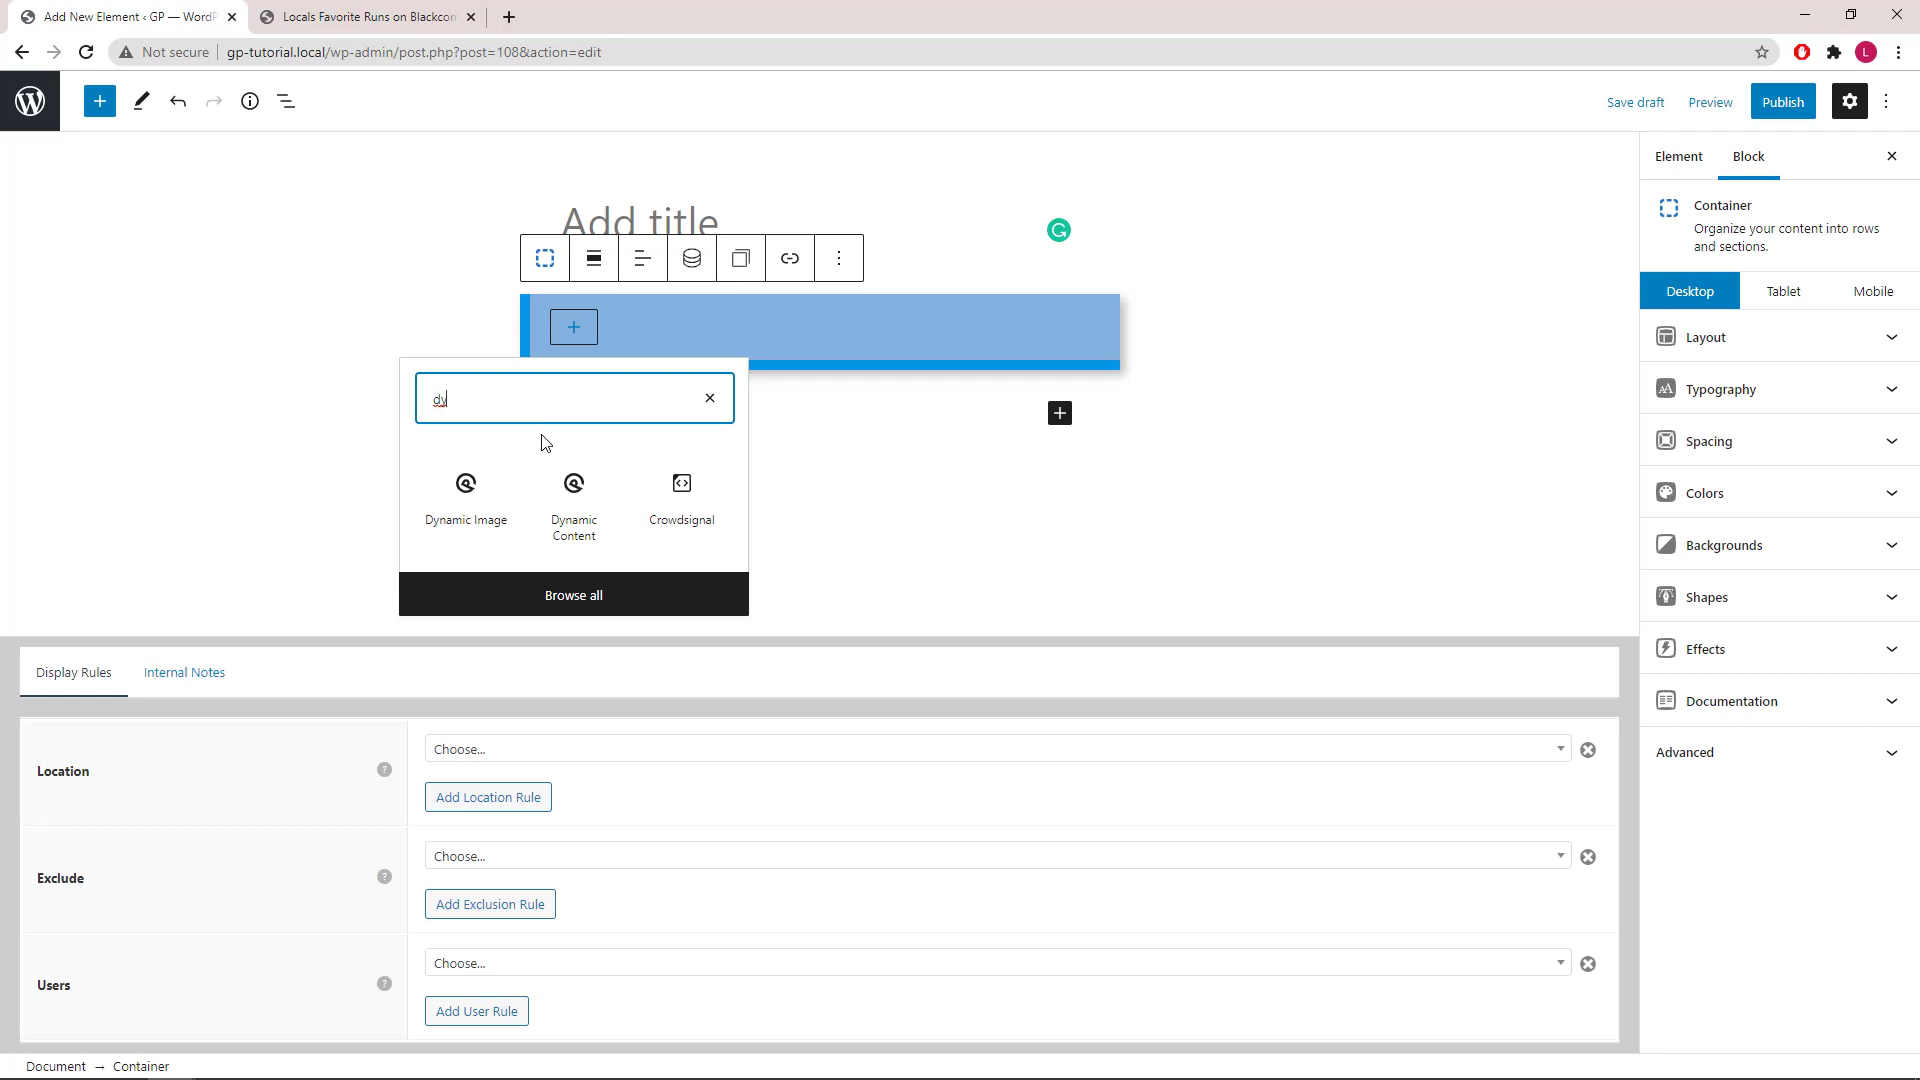 Add New Element ‹ GP — WordP
Locals Favorite Runs on Blackcom
Not secure
gp-tutorial.local/wp-admin/post.php?post=108&action=edit
L
Save draft
Preview
Publish
Element
Block
Container
Organize your content into rows
and sections.
Desktop
Tablet
Mobile
Layout
Typography
Spacing
Colors
Backgrounds
Shapes
Effects
Documentation
Advanced
Add title
dy
Dynamic Image
Dynamic
Content
Crowdsignal
Browse all
Display Rules
Internal Notes
Location
Choose...
Add Location Rule
Exclude
Choose...
Add Exclusion Rule
Users
Choose...
Add User Rule
Document → Container